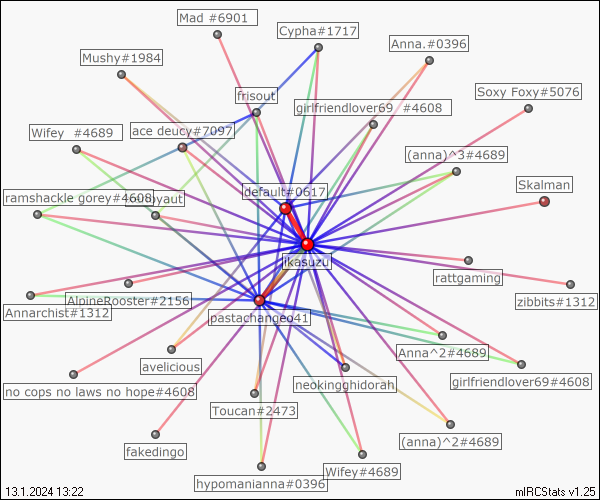 Mad #6901
Cypha#1717
Anna.#0396
Mushy#1984
Soxy Foxy#5076
frisout
girlfriendlover69 #4608
Wifey #4689
ace deucy#7097
(anna)^3#4689
Skalman
default#0617
ramshackle gorey#4608
yaut
ikasuzu
rattgaming
zibbits#1312
AlpineRooster#2156
Annarchist#1312
pastachanceo41
Anna^2#4689
avelicious
neokingghidorah
girlfriendlover69#4608
no cops no laws no hope#4608
Toucan#2473
(anna)^2#4689
fakedingo
Wifey#4689
hypomanianna#0396
13.1.2024 13:22
mIRCStats v1.25